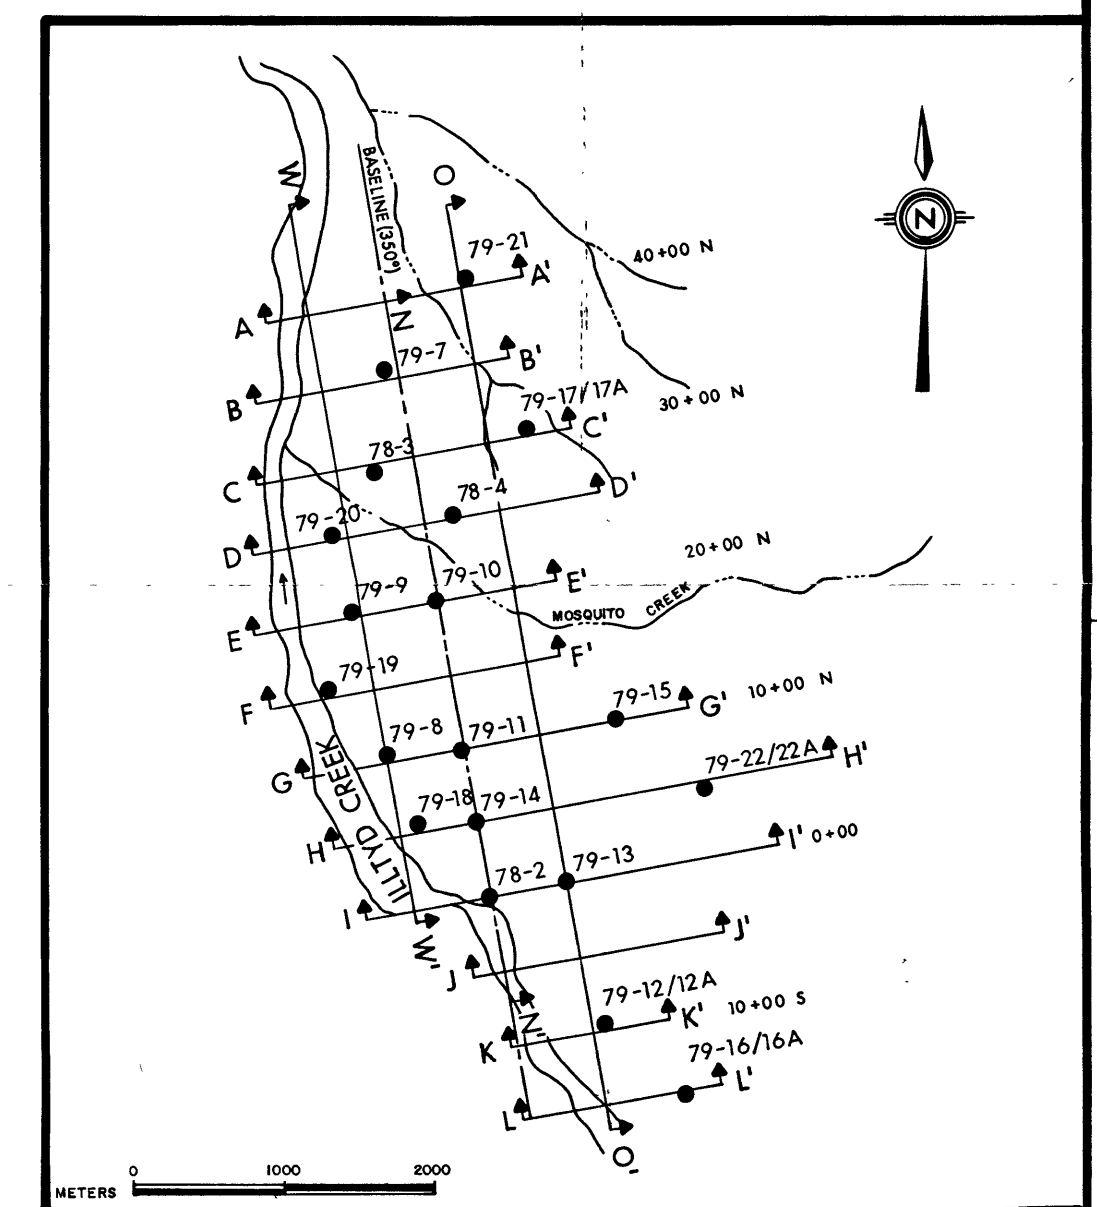 W
O
BASELINE (350°)
79-21
40+00 N
N
A'
A
N
79-7
B'
B
79-17/17A
30+00 N
C'
78-3
C
78-4
D'
79-20
D
20+00 N
79-10
79-9
E'
MOSQUITO CREEK
E
F'
79-19
F
79-15
G'
10+00 N
79-8
79-11
G
79-22/22A
H'
79-18
79-14
H
ILLTYD CREEK
I'
0+00
78-2
79-13
I
W'
J'
J
79-12/12A
K'
10+00 S
N'
K
79-16/16A
L'
L
O'
0 1000 2000
METERS